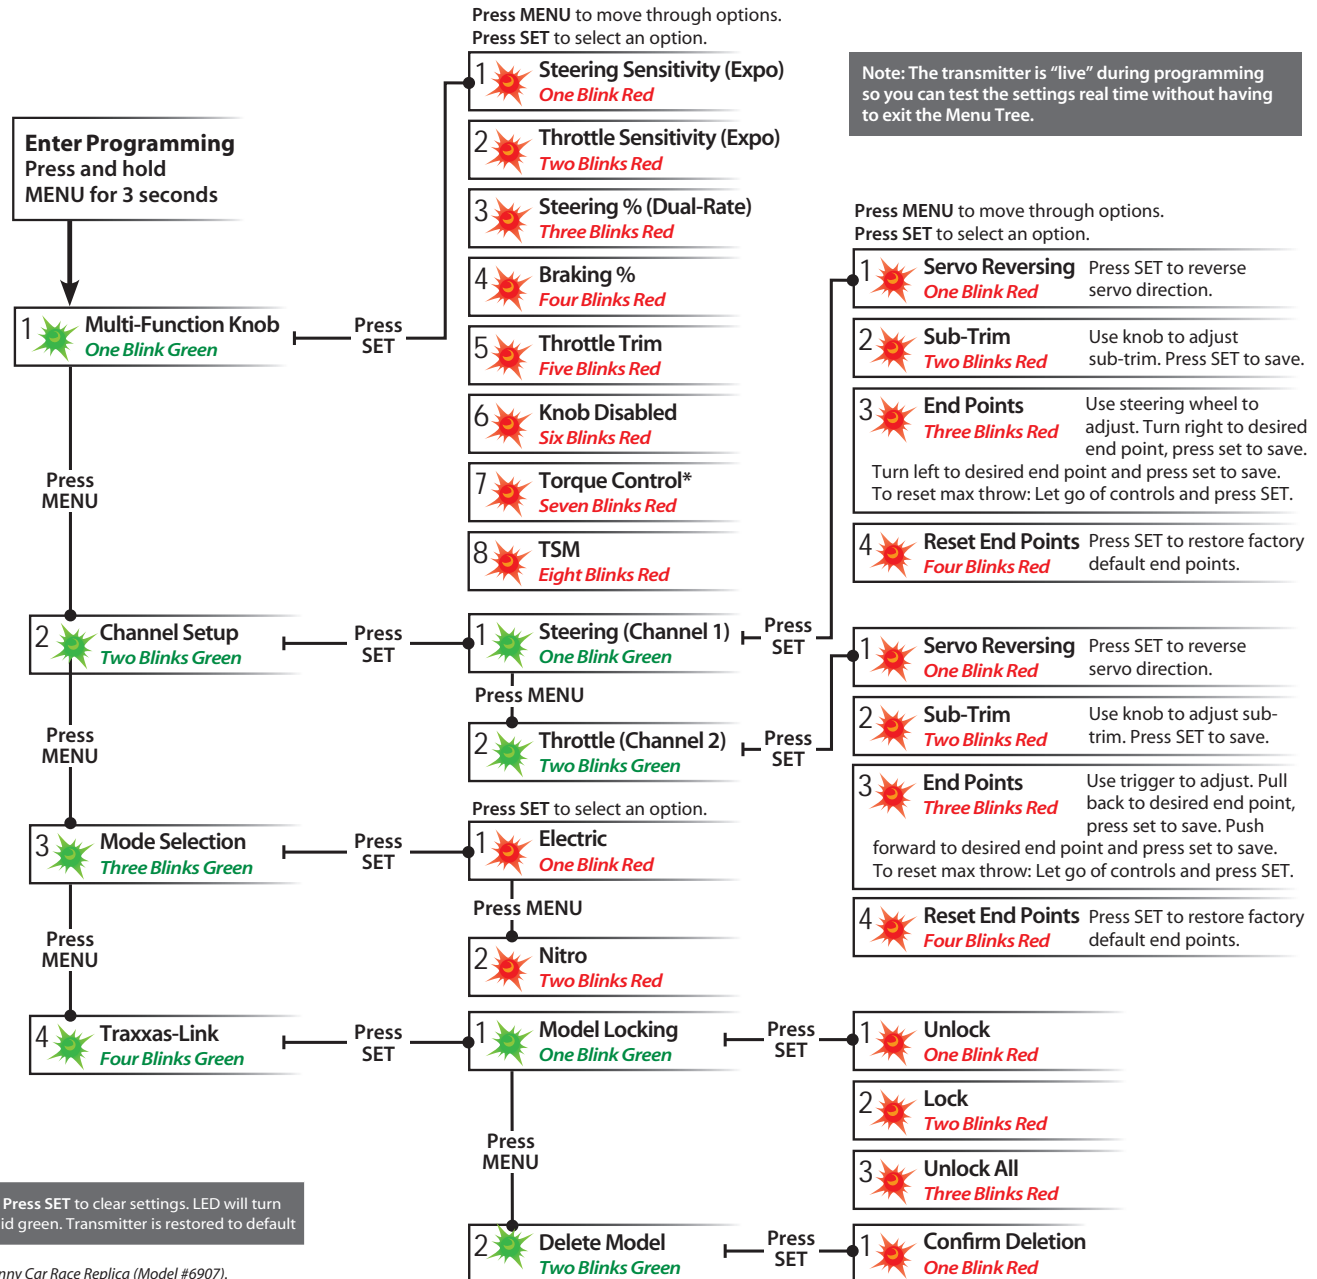 Press MENU to move through options.
Press SET to select an option.
1 Steering Sensitivity (Expo)
One Blink Red
2 Throttle Sensitivity (Expo)
Two Blinks Red
3 Steering % (Dual-Rate)
Three Blinks Red
4 Braking %
Four Blinks Red
5 Throttle Trim
Five Blinks Red
6 Knob Disabled
Six Blinks Red
7 Torque Control*
Seven Blinks Red
8 TSM
Eight Blinks Red
Note: The transmitter is “live” during programming
so you can test the settings real time without having
to exit the Menu Tree.
Enter Programming
Press and hold
MENU for 3 seconds
1 Multi-Function Knob
One Blink Green
Press
SET
Press
MENU
2 Channel Setup
Two Blinks Green
Press
SET
1 Steering (Channel 1)
One Blink Green
Press
SET
Press MENU
2 Throttle (Channel 2)
Two Blinks Green
Press
SET
Press MENU to move through options.
Press SET to select an option.
1 Servo Reversing
One Blink Red
Press SET to reverse
servo direction.
2 Sub-Trim
Two Blinks Red
Use knob to adjust
sub-trim. Press SET to save.
3 End Points
Three Blinks Red
Use steering wheel to
adjust. Turn right to desired
end point, press set to save.
Turn left to desired end point and press set to save.
To reset max throw: Let go of controls and press SET.
4 Reset End Points
Four Blinks Red
Press SET to restore factory
default end points.
1 Servo Reversing
One Blink Red
Press SET to reverse
servo direction.
2 Sub-Trim
Two Blinks Red
Use knob to adjust sub-
trim. Press SET to save.
3 End Points
Three Blinks Red
Use trigger to adjust. Pull
back to desired end point,
press set to save. Push
forward to desired end point and press set to save.
To reset max throw: Let go of controls and press SET.
4 Reset End Points
Four Blinks Red
Press SET to restore factory
default end points.
Press
MENU
3 Mode Selection
Three Blinks Green
Press
SET
Press SET to select an option.
1 Electric
One Blink Red
Press MENU
2 Nitro
Two Blinks Red
Press
MENU
4 Traxxas-Link
Four Blinks Green
Press
SET
1 Model Locking
One Blink Green
Press
SET
1 Unlock
One Blink Red
2 Lock
Two Blinks Red
3 Unlock All
Three Blinks Red
Press
MENU
2 Delete Model
Two Blinks Green
Press
SET
1 Confirm Deletion
One Blink Red
Press SET to clear settings. LED will turn
id green. Transmitter is restored to default
nny Car Race Replica (Model #6907).